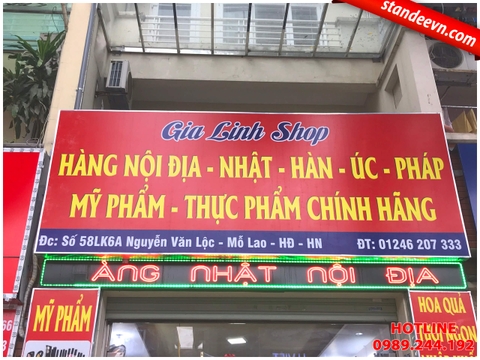 standeevn.com
Gia Linh Shop
HÀNG NỘI ĐỊA - NHẬT - HÀN - ÚC - PHÁP
MỸ PHẨM - THỰC PHẨM CHÍNH HÃNG
Đc: Số 58LK6A Nguyễn Văn Lộc - Mỗ Lao - HĐ - HN ĐT: 01246 207 333
ÀNG NHẬT NỘI ĐỊA
MỸ PHẨM
HOA QUẢ
HOTLINE
0989.244.192